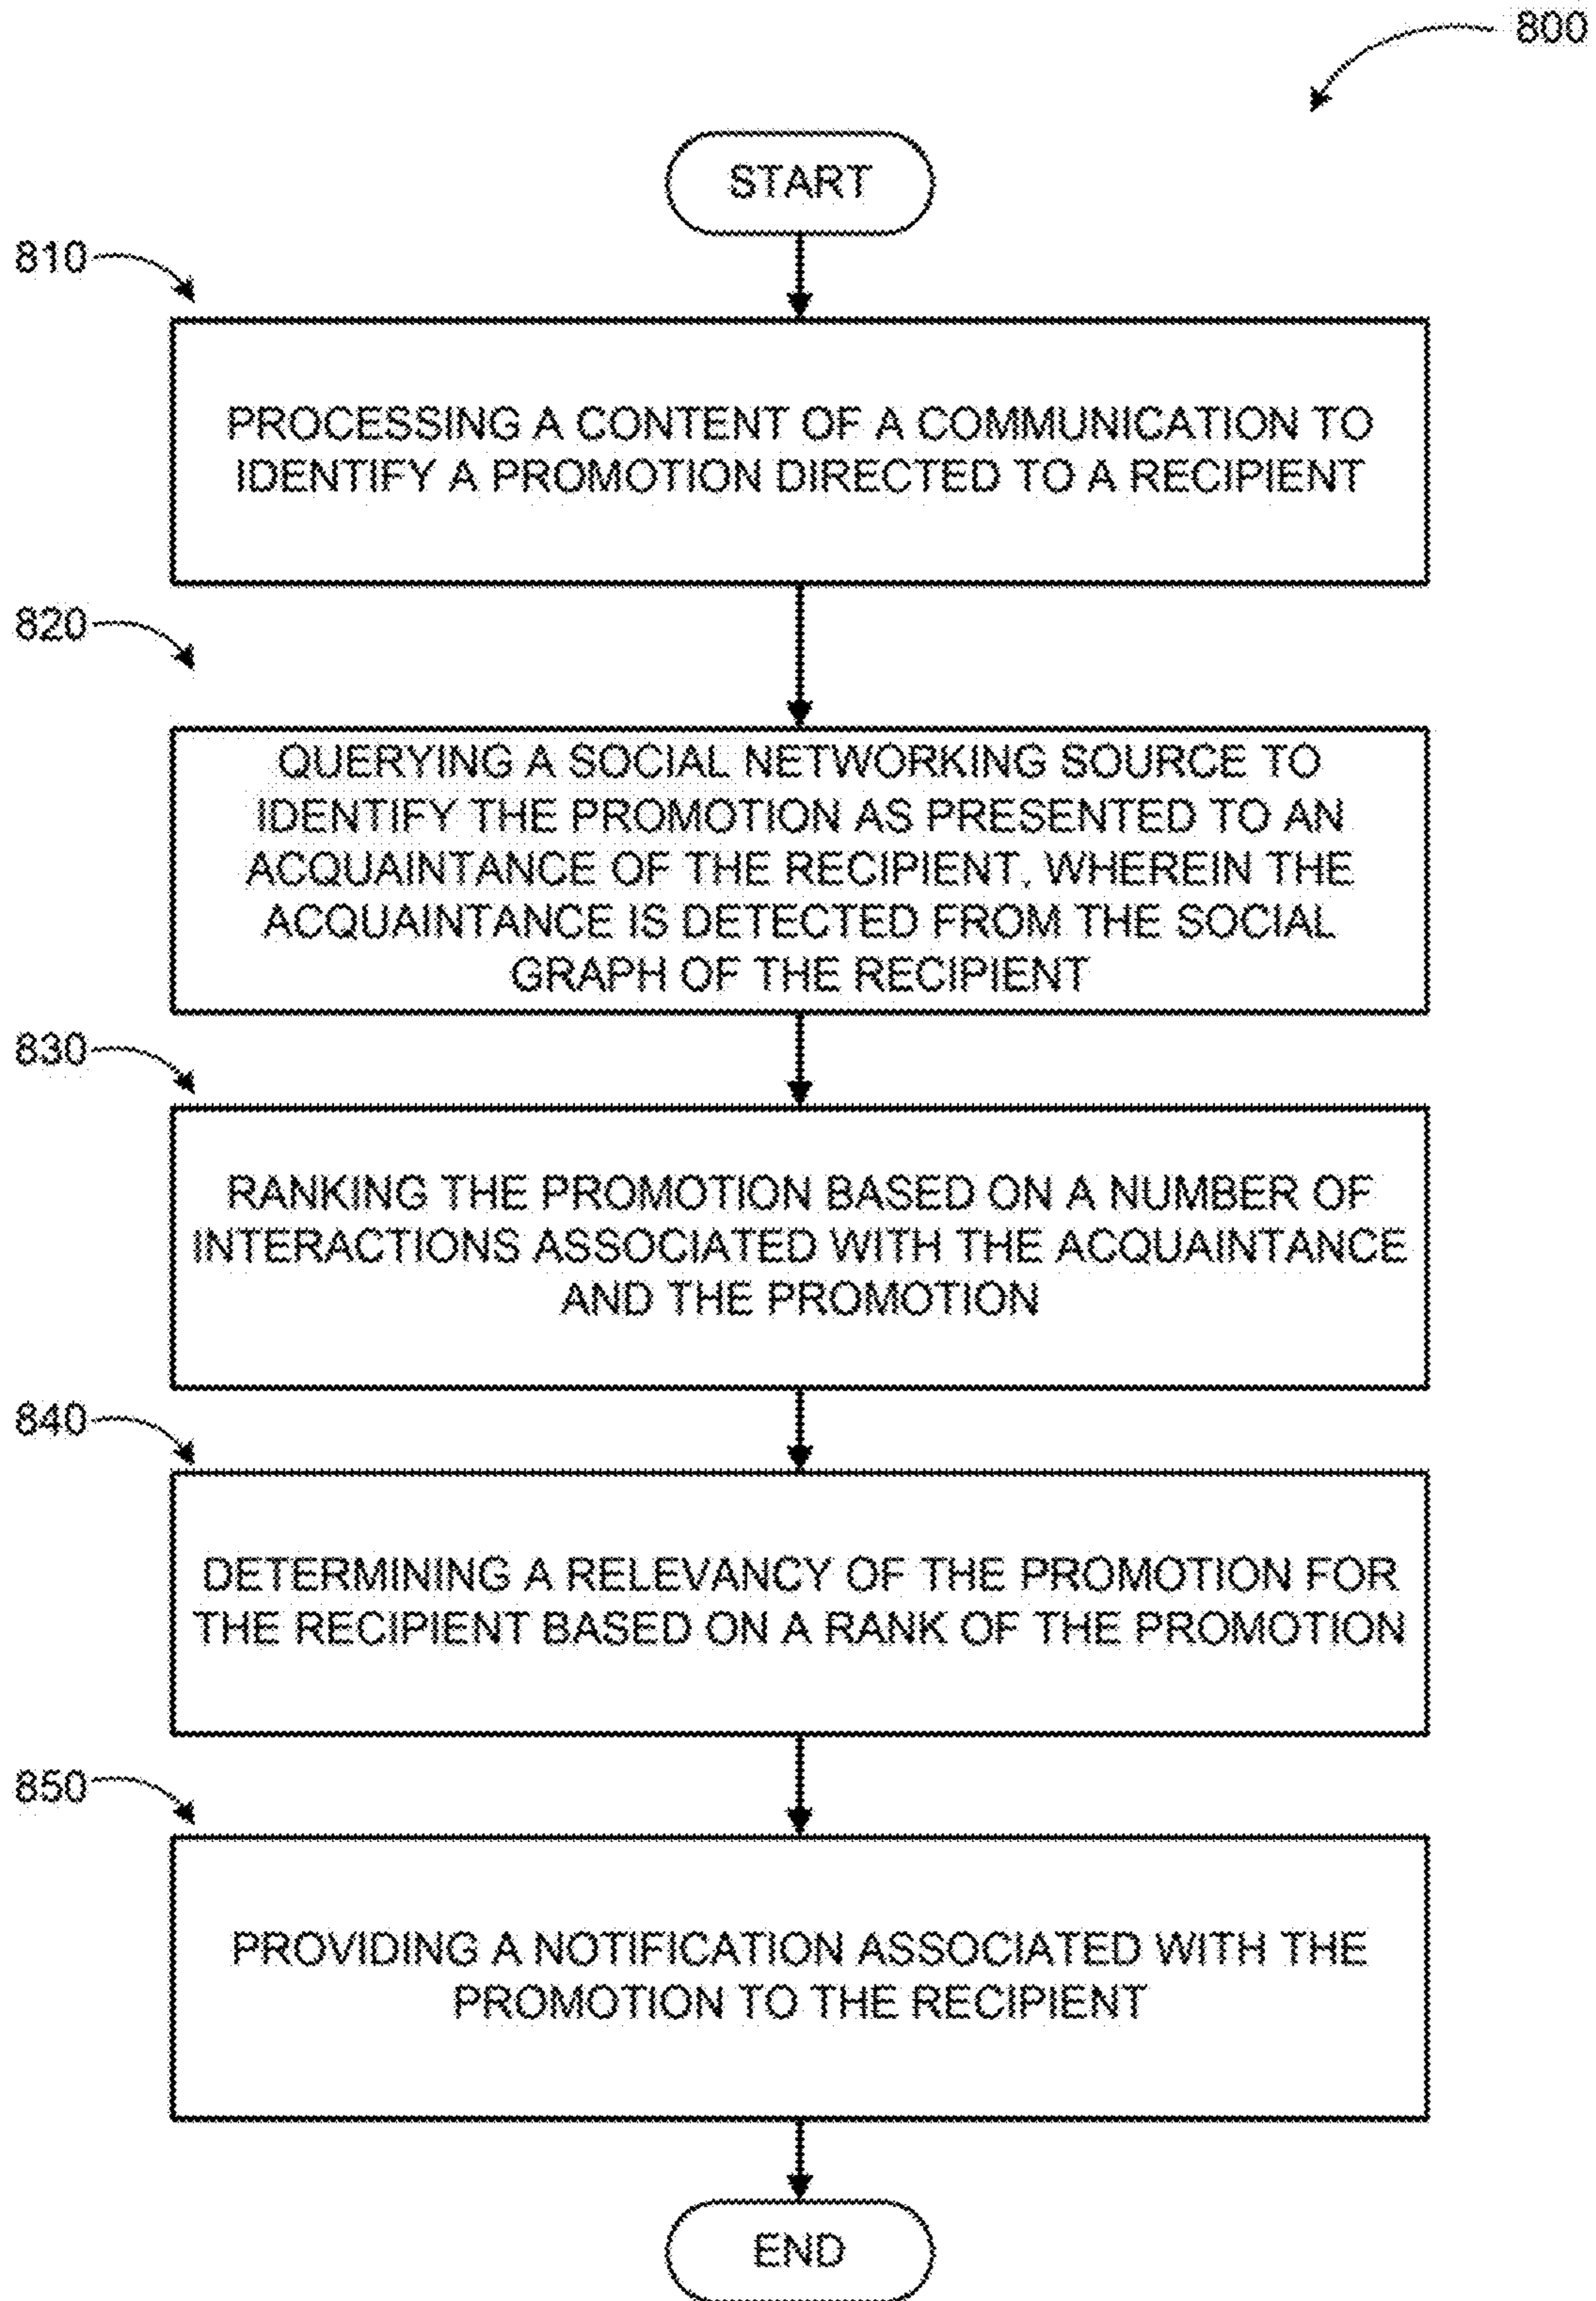 800
START
810
PROCESSING A CONTENT OF A COMMUNICATION TO
IDENTIFY A PROMOTION DIRECTED TO A RECIPIENT
820
QUERYING A SOCIAL NETWORKING SOURCE TO
IDENTIFY THE PROMOTION AS PRESENTED TO AN
ACQUAINTANCE OF THE RECIPIENT, WHEREIN THE
ACQUAINTANCE IS DETECTED FROM THE SOCIAL
GRAPH OF THE RECIPIENT
830
RANKING THE PROMOTION BASED ON A NUMBER OF
INTERACTIONS ASSOCIATED WITH THE ACQUAINTANCE
AND THE PROMOTION
840
DETERMINING A RELEVANCY OF THE PROMOTION FOR
THE RECIPIENT BASED ON A RANK OF THE PROMOTION
850
PROVIDING A NOTIFICATION ASSOCIATED WITH THE
PROMOTION TO THE RECIPIENT
END